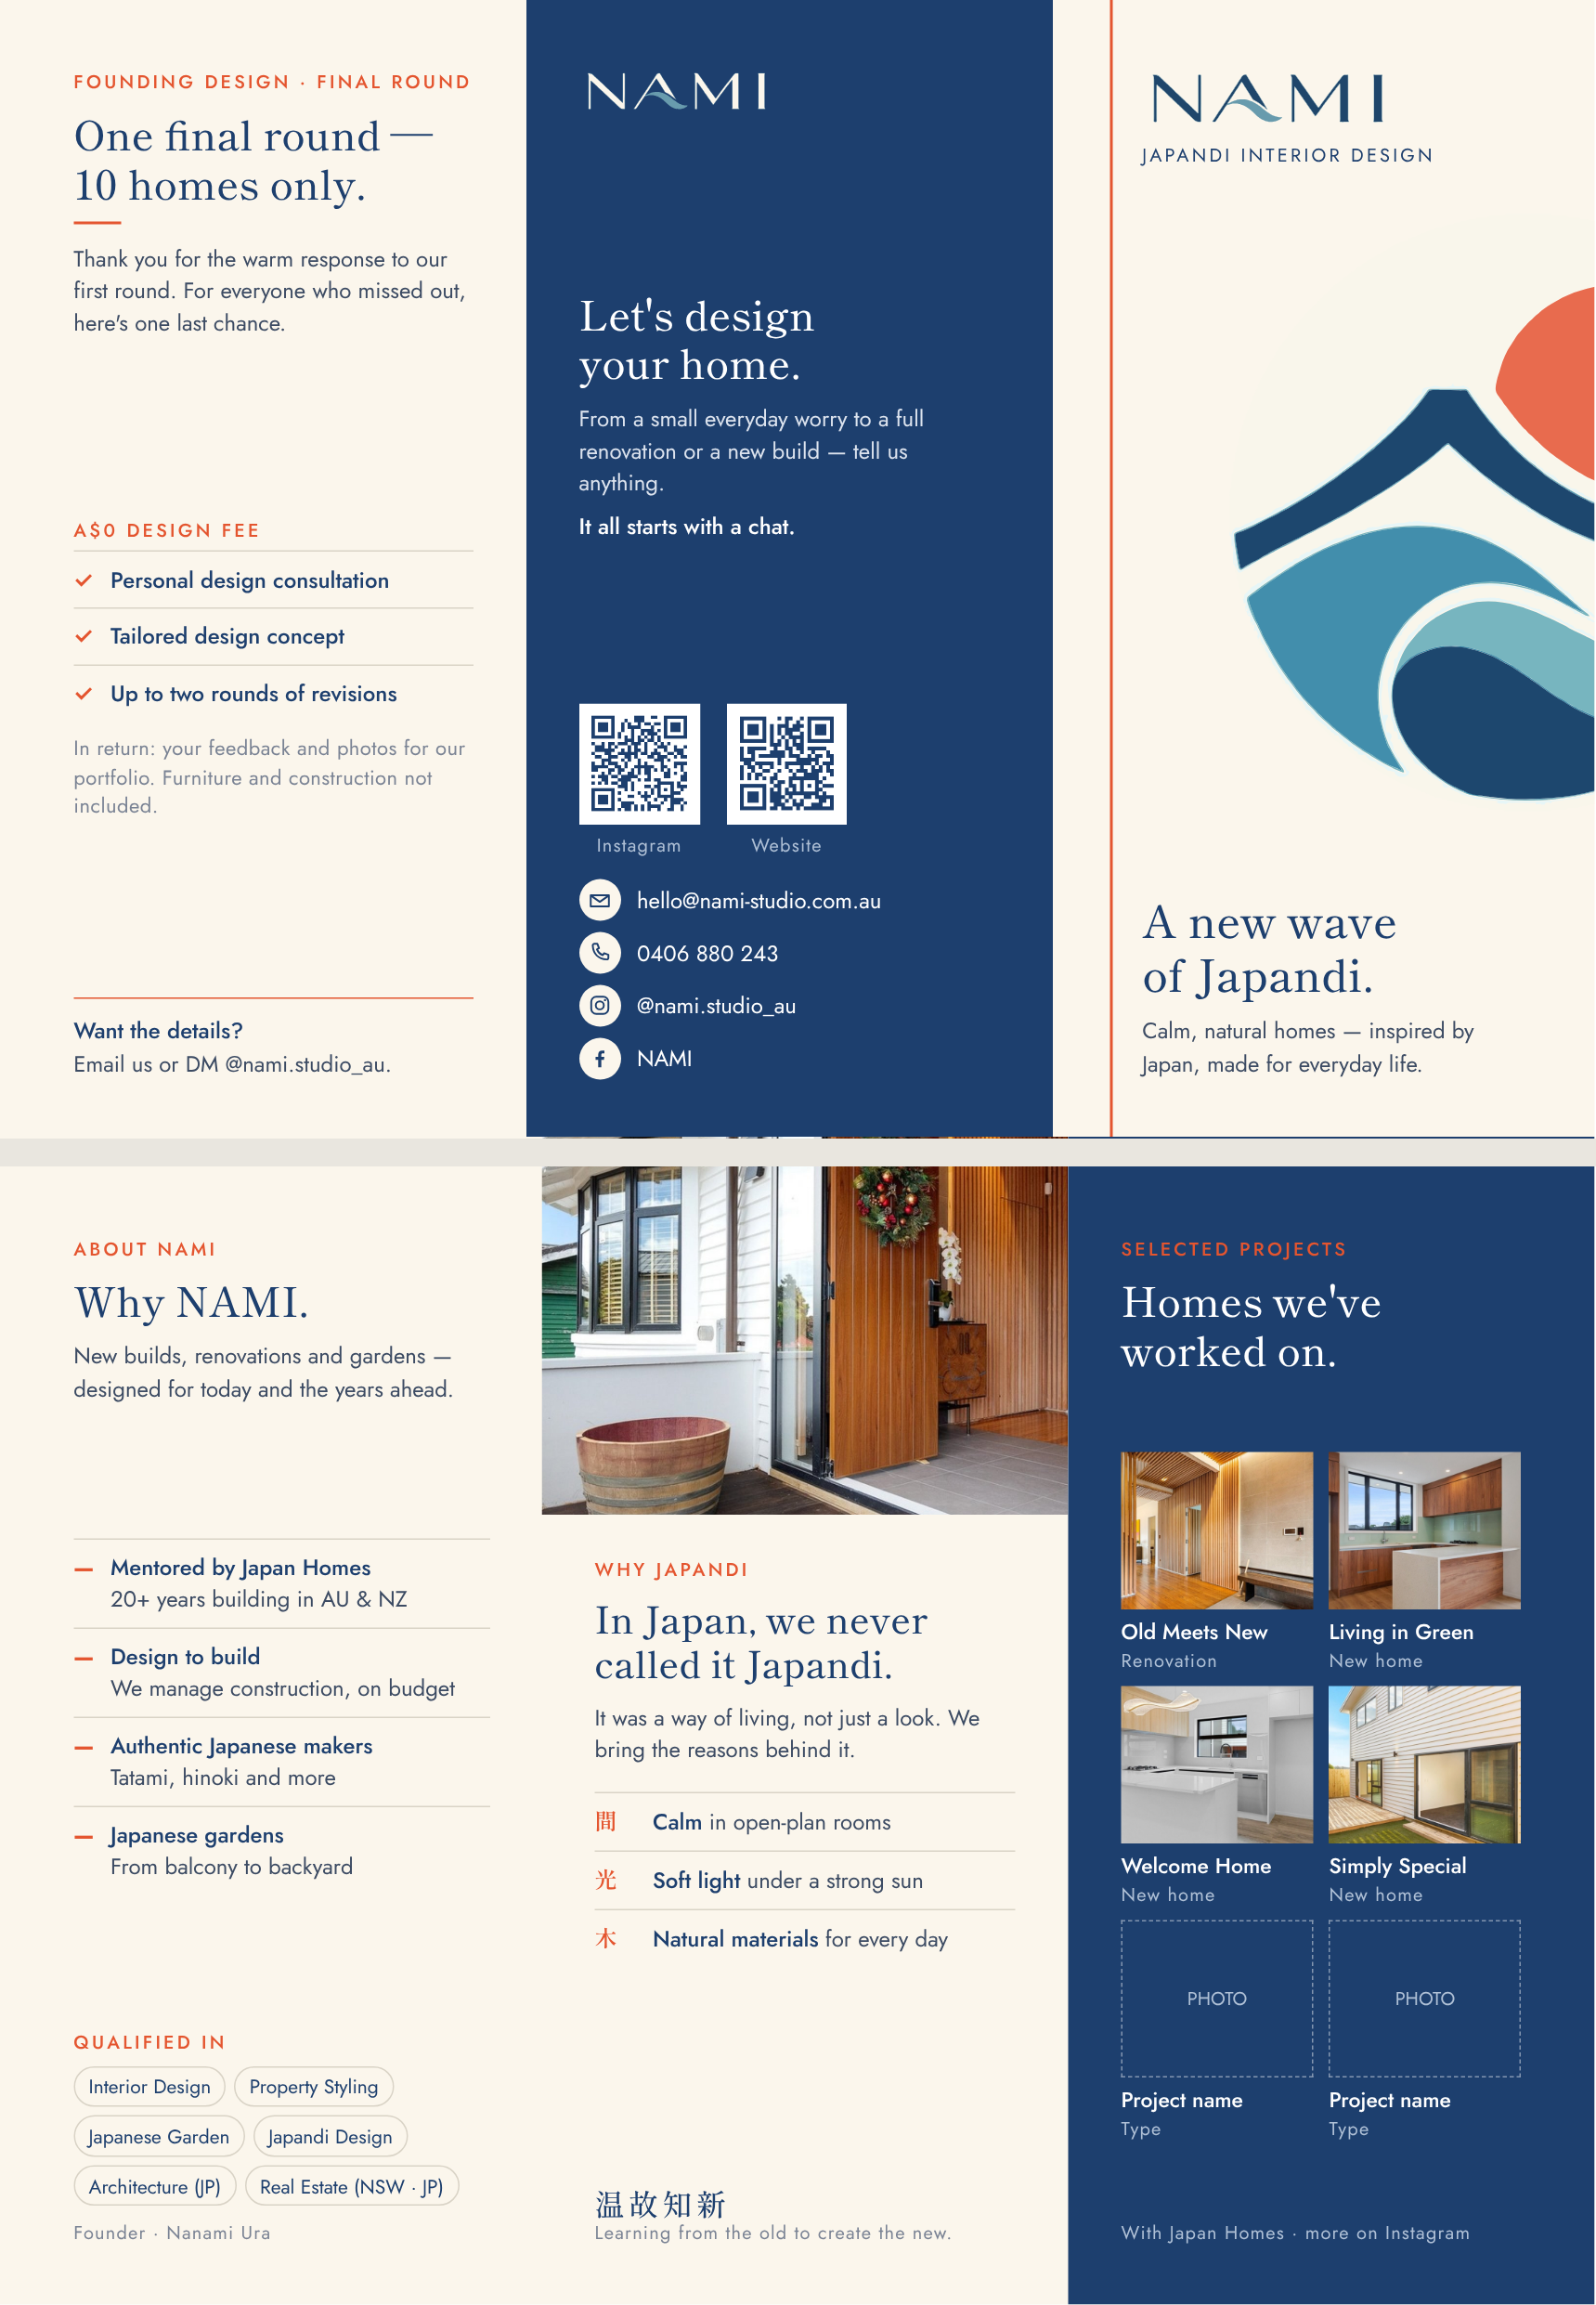 FOUNDING DESIGN · FINAL ROUND
One final round —
10 homes only.
Thank you for the warm response to our
first round. For everyone who missed out,
here's one last chance.
A$0 DESIGN FEE
Personal design consultation
Tailored design concept
Up to two rounds of revisions
In return: your feedback and photos for our
portfolio. Furniture and construction not
included.
Want the details?
Email us or DM @nami.studio_au.
NAMI
Let's design
your home.
From a small everyday worry to a full
renovation or a new build — tell us
anything.
It all starts with a chat.
Instagram
Website
hello@nami-studio.com.au
0406 880 243
@nami.studio_au
NAMI
NAMI
JAPANDI INTERIOR DESIGN
A new wave
of Japandi.
Calm, natural homes — inspired by
Japan, made for everyday life.
ABOUT NAMI
Why NAMI.
New builds, renovations and gardens —
designed for today and the years ahead.
Mentored by Japan Homes
20+ years building in AU & NZ
Design to build
We manage construction, on budget
Authentic Japanese makers
Tatami, hinoki and more
Japanese gardens
From balcony to backyard
QUALIFIED IN
Interior Design
Property Styling
Japanese Garden
Japandi Design
Architecture (JP)
Real Estate (NSW · JP)
Founder · Nanami Ura
WHY JAPANDI
In Japan, we never
called it Japandi.
It was a way of living, not just a look. We
bring the reasons behind it.
間 Calm in open-plan rooms
光 Soft light under a strong sun
木 Natural materials for every day
温故知新
Learning from the old to create the new.
SELECTED PROJECTS
Homes we've
worked on.
Old Meets New
Renovation
Living in Green
New home
Welcome Home
New home
Simply Special
New home
PHOTO
PHOTO
Project name
Type
Project name
Type
With Japan Homes · more on Instagram